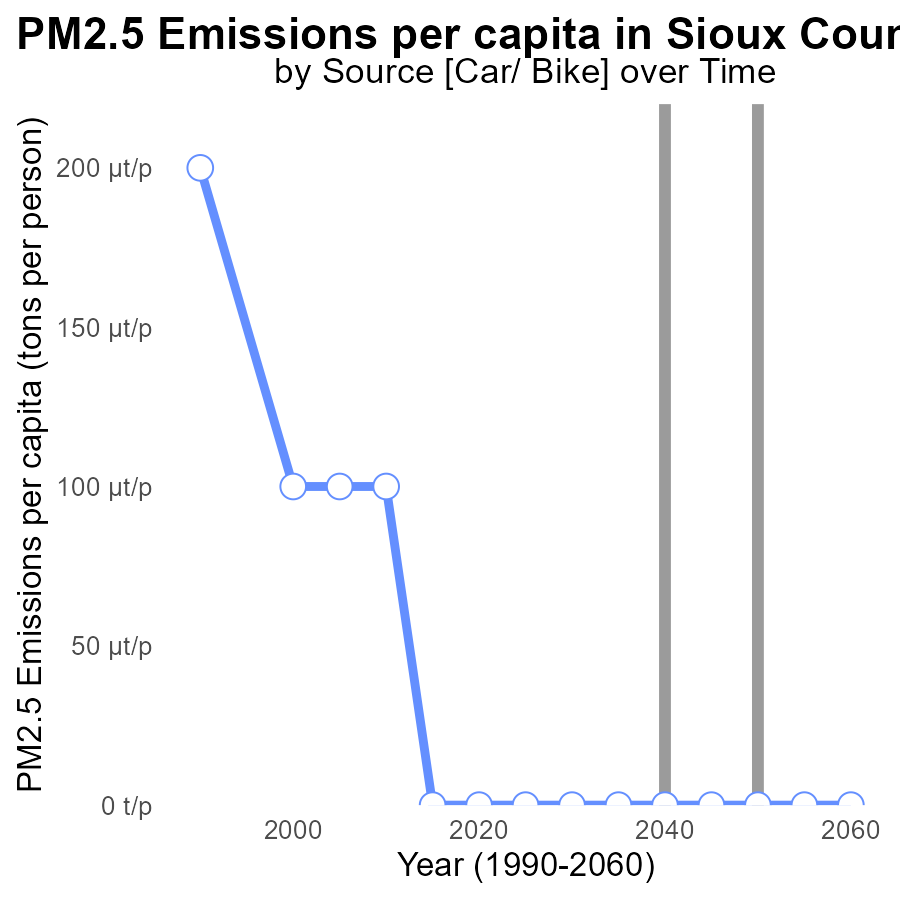 PM2.5 Emissions per capita in Sioux Cour
by Source [Car/ Bike] over Time
PM2.5 Emissions per capita (tons per person)
200 µt/p
150 µt/p
100 µt/p
50 µt/p
0 t/p
2000 2020 2040 2060
Year (1990-2060)